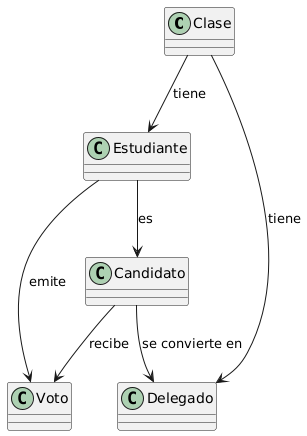 C Clase
tiene
C Estudiante
es
tiene
C Candidato
emite
recibe
se convierte en
C Voto
C Delegado